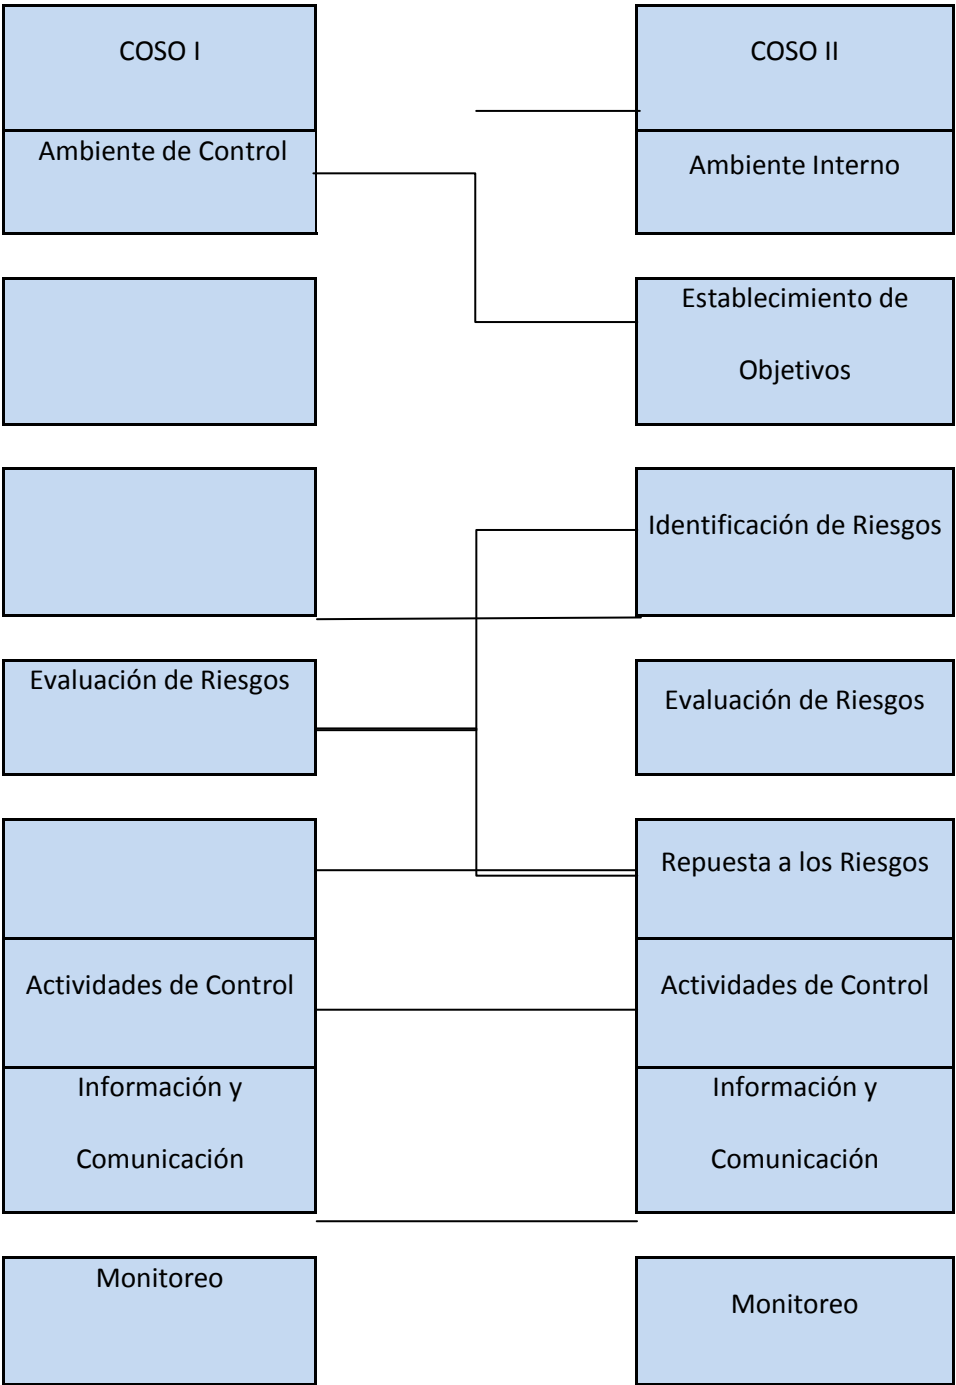 COSO I
COSO II
Ambiente de Control
Ambiente Interno
Establecimiento de
Objetivos
Identificación de Riesgos
Evaluación de Riesgos
Evaluación de Riesgos
Repuesta a los Riesgos
Actividades de Control
Actividades de Control
Información y
Comunicación
Información y
Comunicación
Monitoreo
Monitoreo